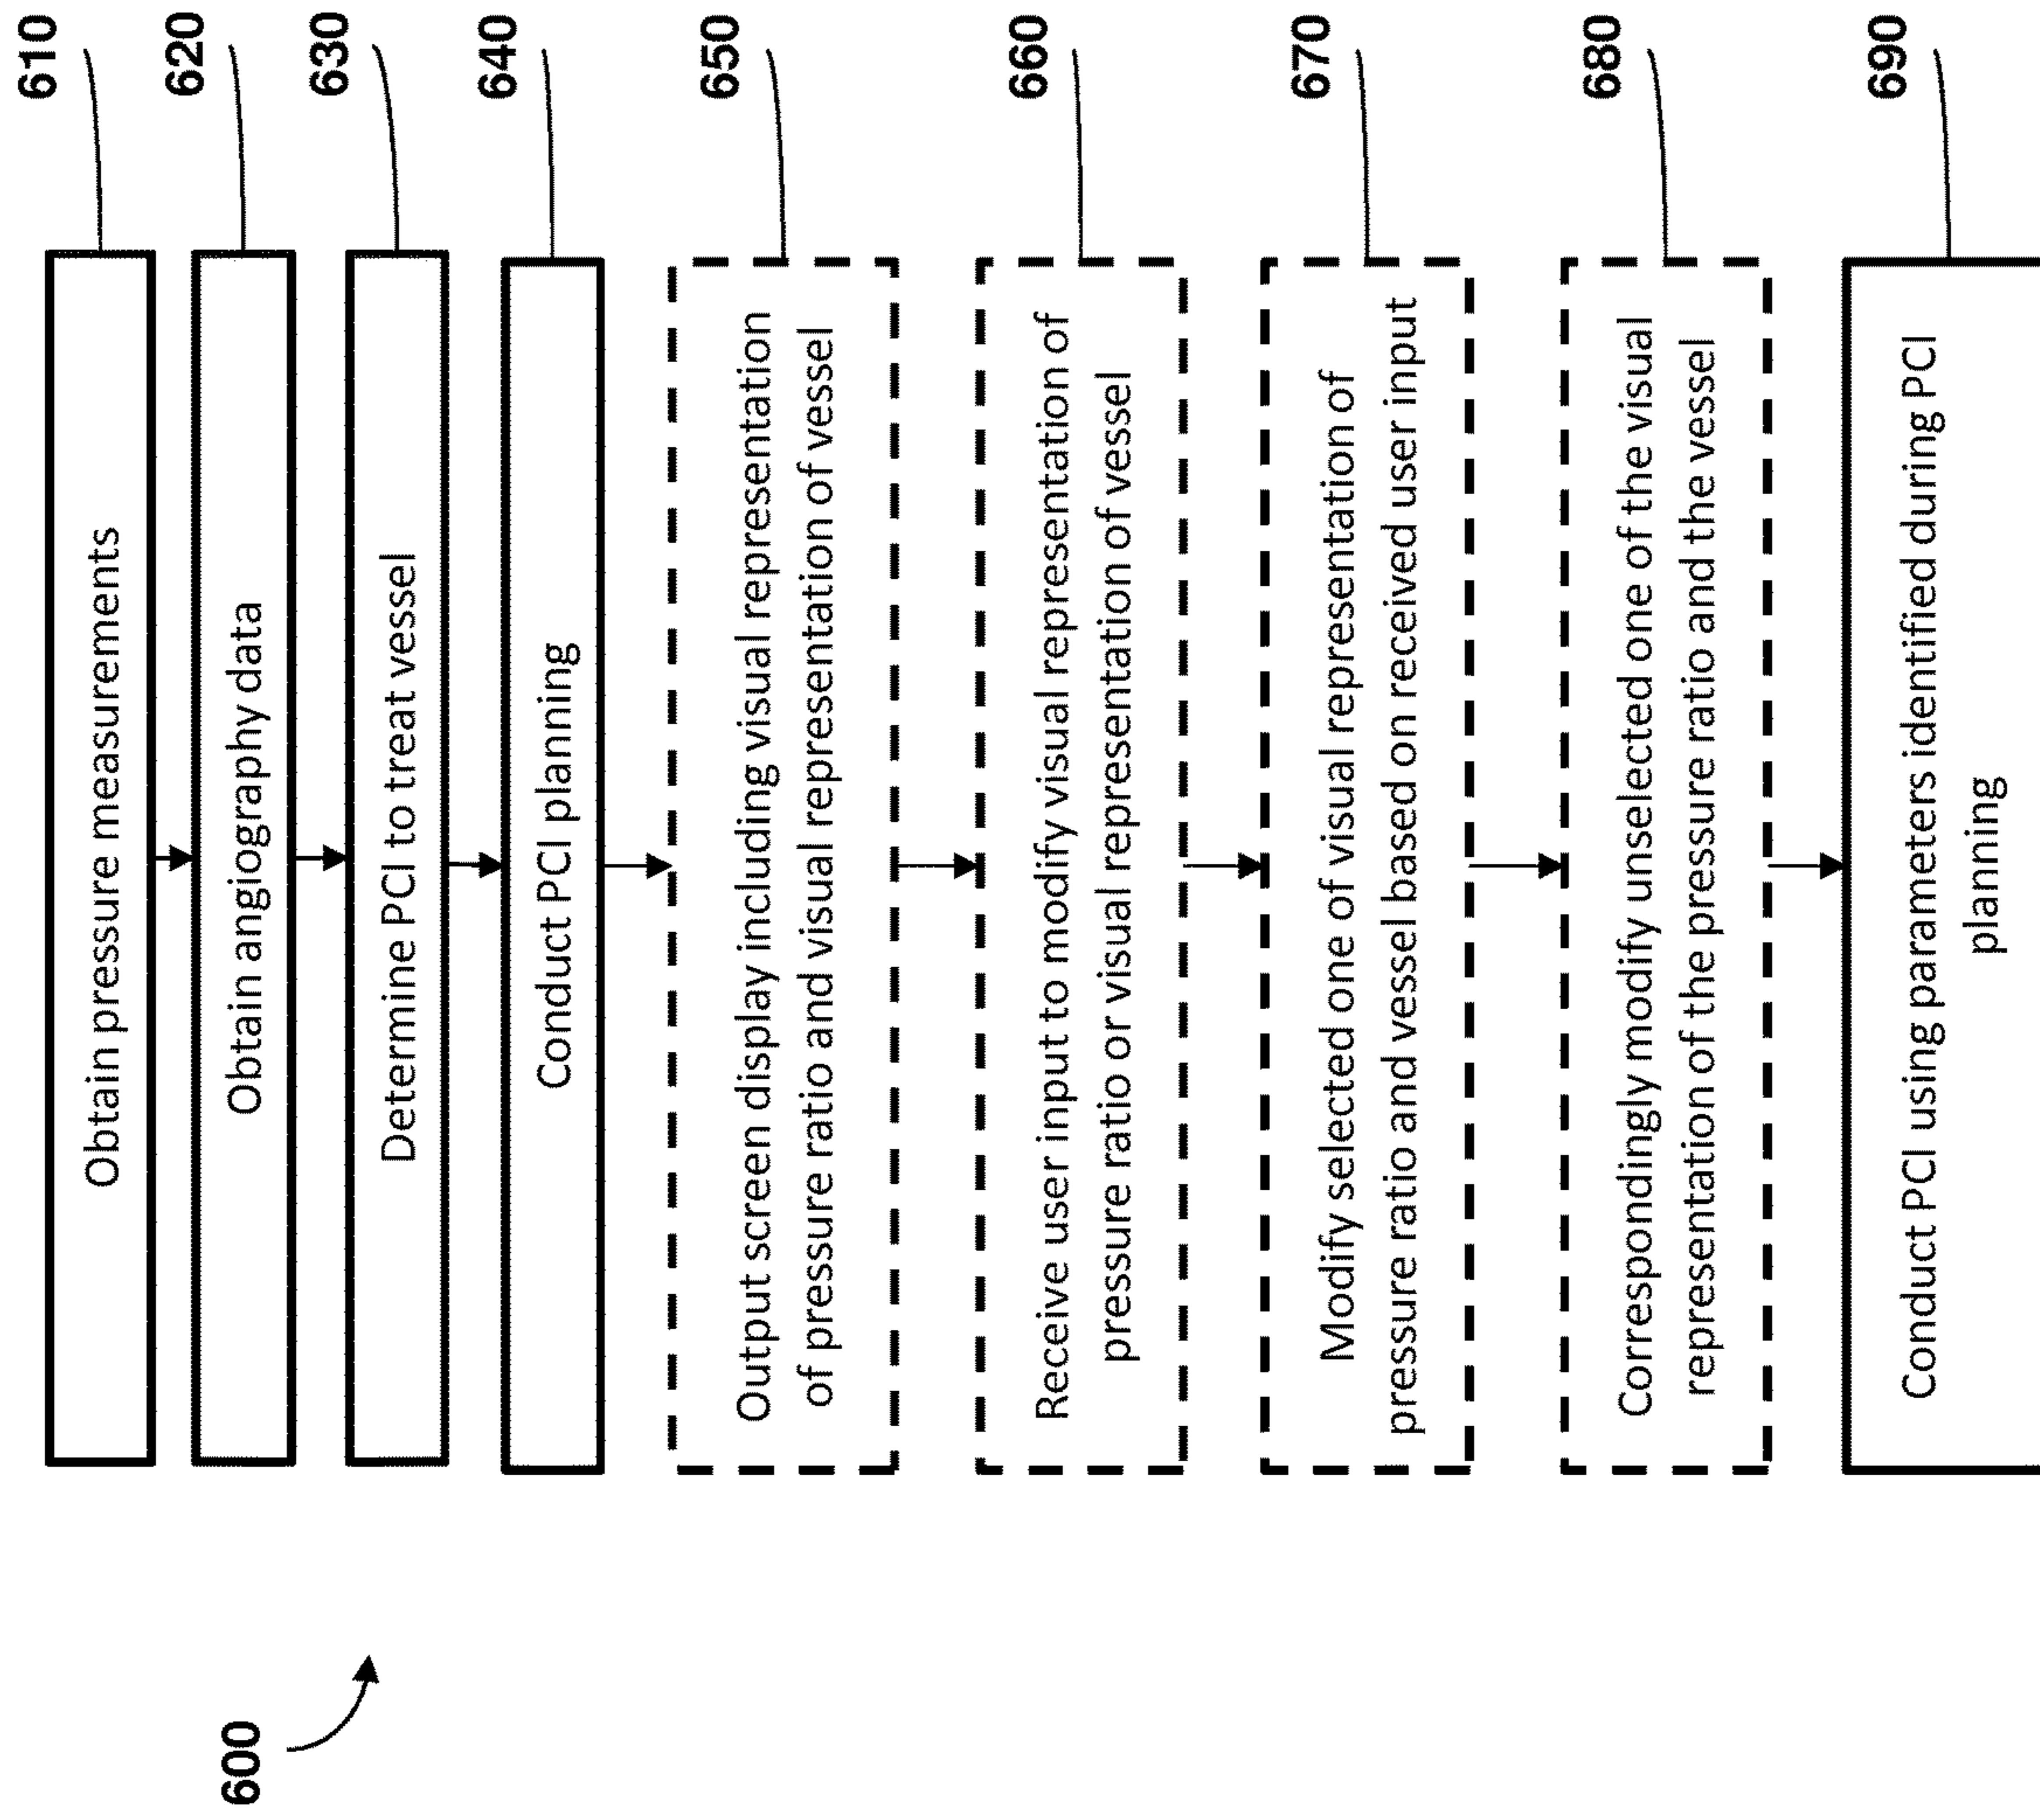 600
Obtain pressure measurements
610
Obtain angiography data
620
Determine PCI to treat vessel
630
Conduct PCI planning
640
Output screen display including visual representation
of pressure ratio and visual representation of vessel
650
Receive user input to modify visual representation of
pressure ratio or visual representation of vessel
660
Modify selected one of visual representation of
pressure ratio and vessel based on received user input
670
Correspondingly modify unselected one of the visual
representation of the pressure ratio and the vessel
680
Conduct PCI using parameters identified during PCI
planning
690